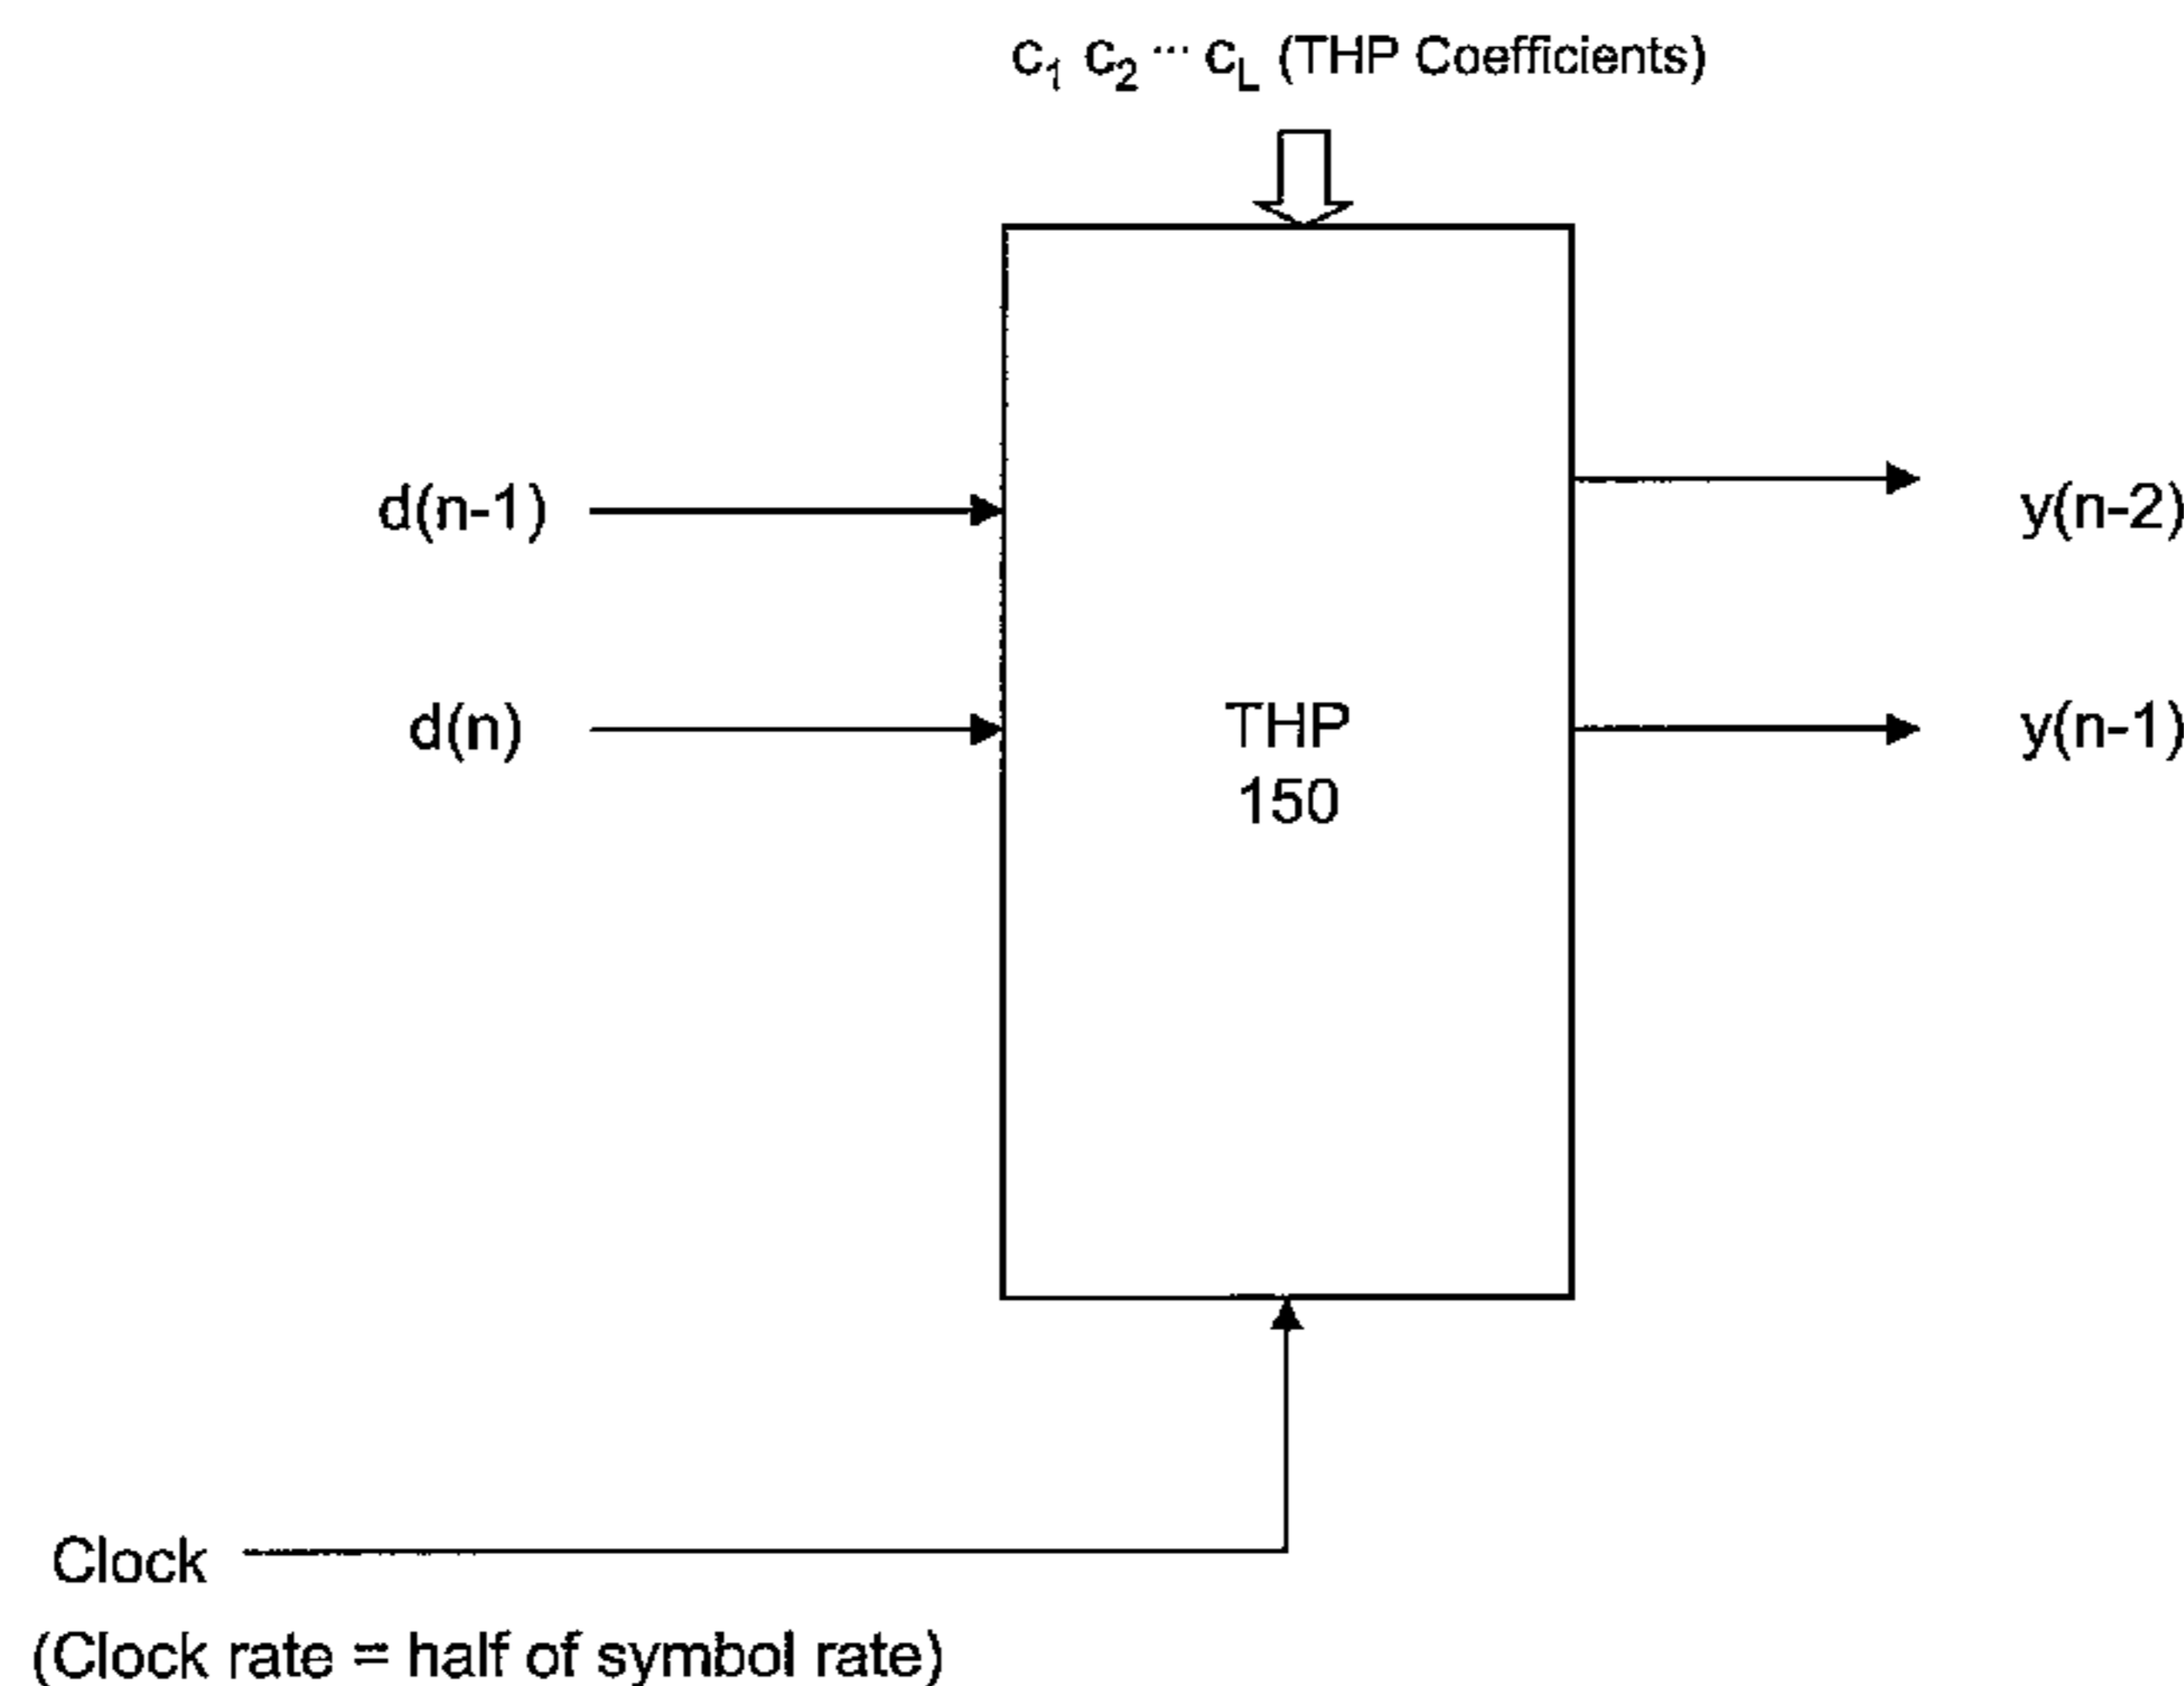 c1 c2 ... cL (THP Coefficients)
d(n-1)
y(n-2)
d(n)
THP
150
y(n-1)
Clock
(Clock rate = half of symbol rate)